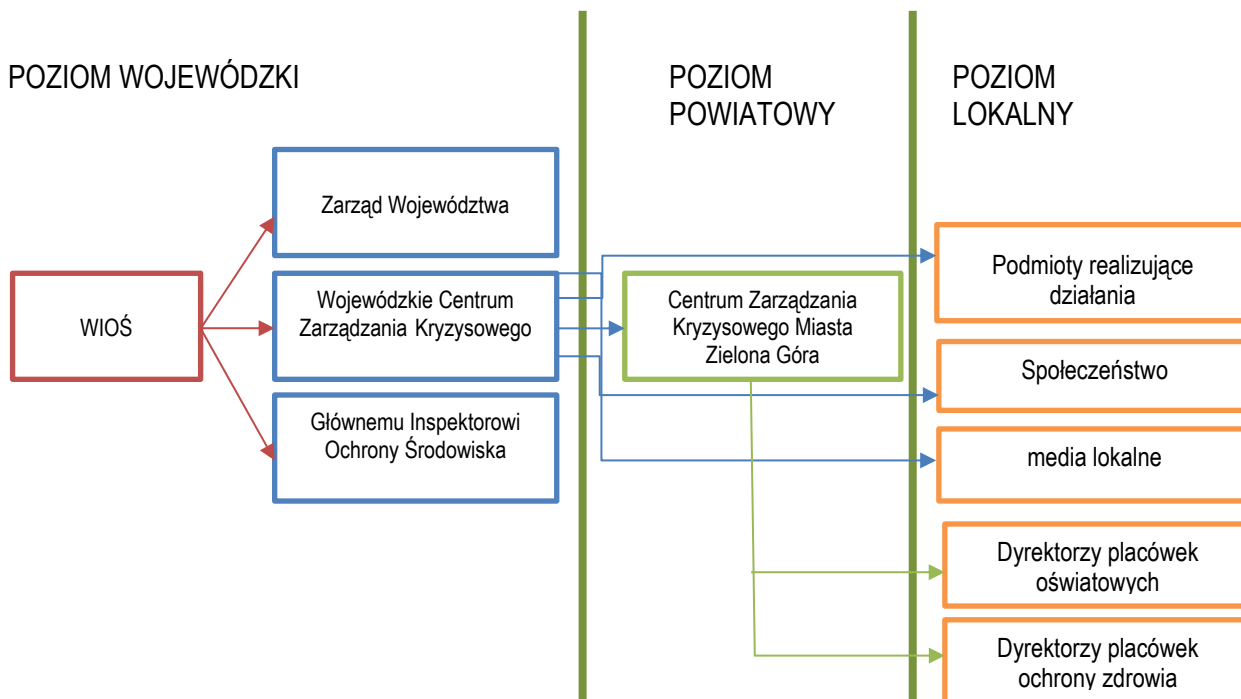 POZIOM WOJEWÓDZKI
POZIOM
POWIATOWY
POZIOM
LOKALNY
Zarząd Województwa
WIOŚ
Wojewódzkie Centrum
Zarządzania Kryzysowego
Głównemu Inspektorowi
Ochrony Środowiska
Centrum Zarządzania
Kryzysowego Miasta
Zielona Góra
Podmioty realizujące
działania
Społeczeństwo
media lokalne
Dyrektorzy placówek
oświatowych
Dyrektorzy placówek
ochrony zdrowia